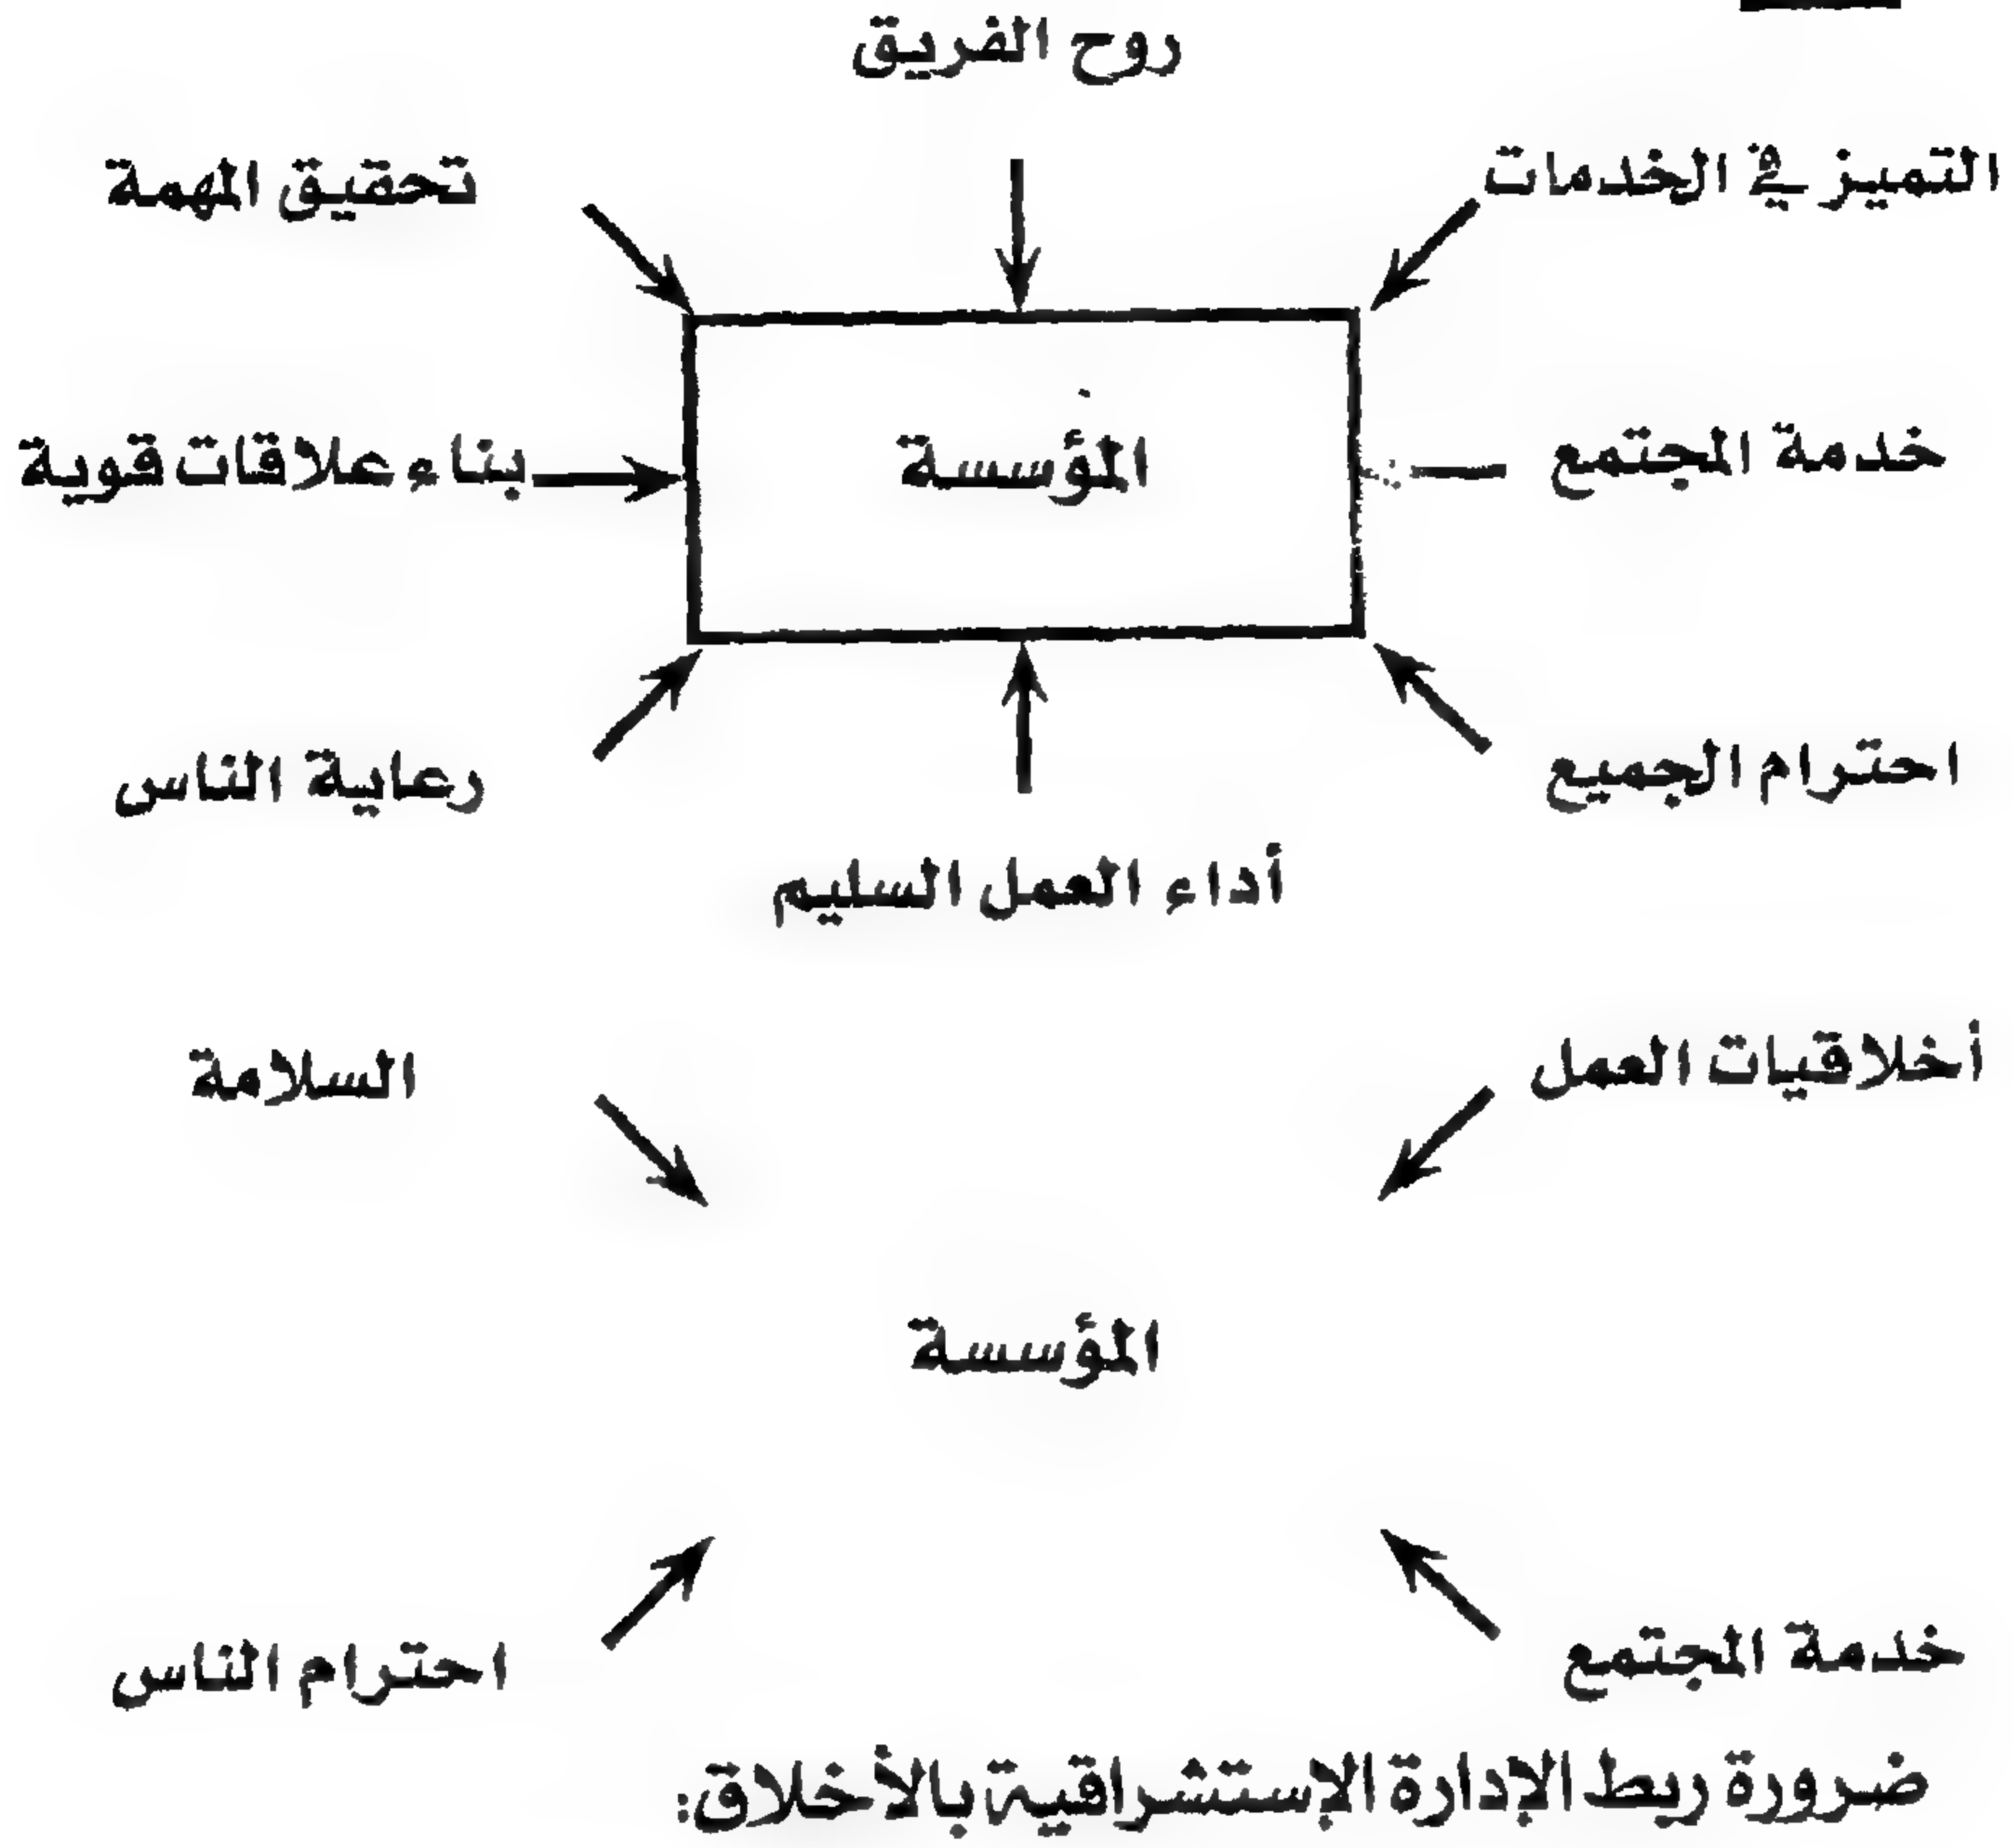 روح الفريق
التميز في الخدمات
تحقيق المهمة
خدمة المجتمع
المؤسسة
بناء علاقات قوية
احترام الجميع
رعاية الناس
أداء العمل السليم
أخلاقيات العمل
السلامة
المؤسسة
خدمة المجتمع
احترام الناس
ضرورة ربط الإدارة الإستشراقية بالأخلاق: